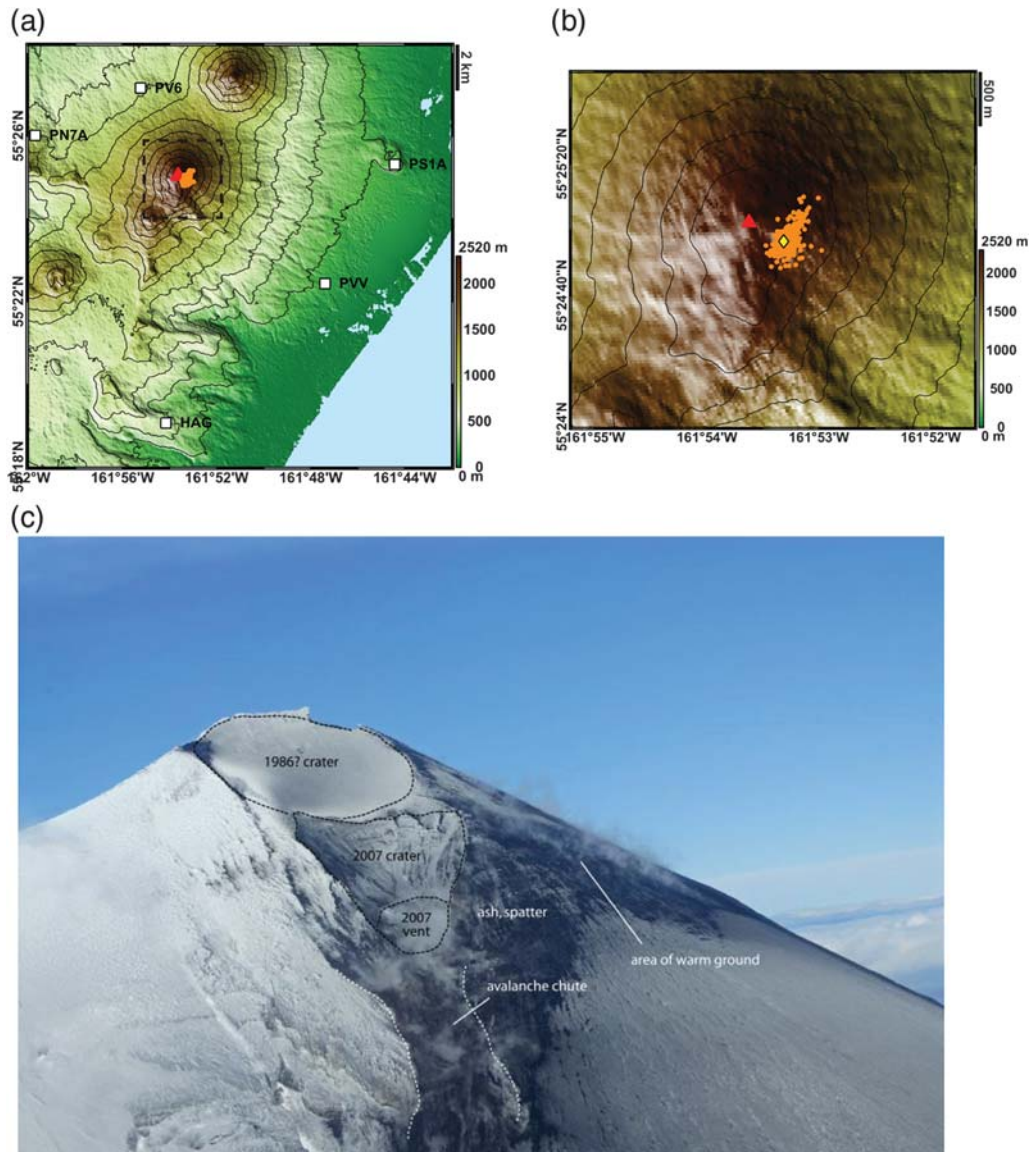 (a)
2 km
PV6
PN7A
PS1A
PVV
HAG
55°26'N
55°22'N
55°18'N
2520 m
2000
1500
1000
500
0 m
161°56'W
161°52'W
161°48'W
161°44'W
(b)
500 m
55°25'20"N
55°24'40"N
55°24'N
2520 m
2000
1500
1000
500
0 m
161°55'W
161°54'W
161°53'W
161°52'W
(c)
1986? crater
2007 crater
2007
vent
ash, spatter
area of warm ground
avalanche chute